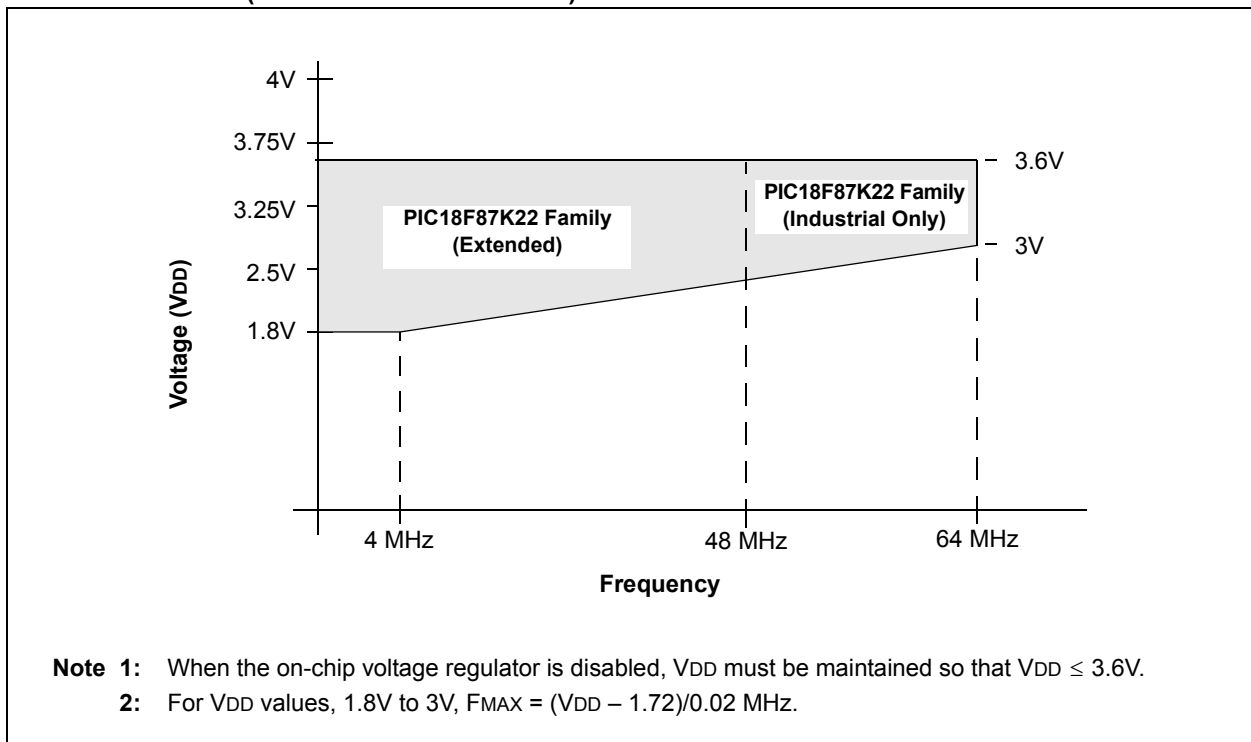 4V
3.75V
3.6V
PIC18F87K22 Family
(Industrial Only)
3.25V
PIC18F87K22 Family
(Extended)
3V
2.5V
Voltage (VDD)
1.8V
4 MHz
48 MHz
64 MHz
Frequency
Note 1: When the on-chip voltage regulator is disabled, VDD must be maintained so that VDD ≤ 3.6V.
2: For VDD values, 1.8V to 3V, FMAX = (VDD – 1.72)/0.02 MHz.